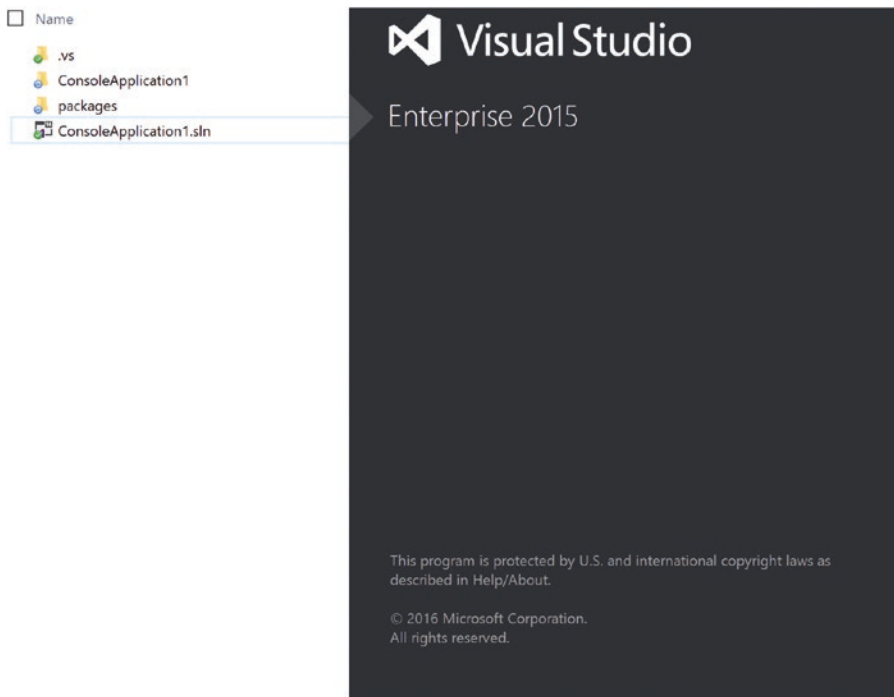 Name
.vs
ConsoleApplication1
packages
ConsoleApplication1.sln
Visual Studio
Enterprise 2015
This program is protected by U.S. and international copyright laws as
described in Help/About.
© 2016 Microsoft Corporation.
All rights reserved.